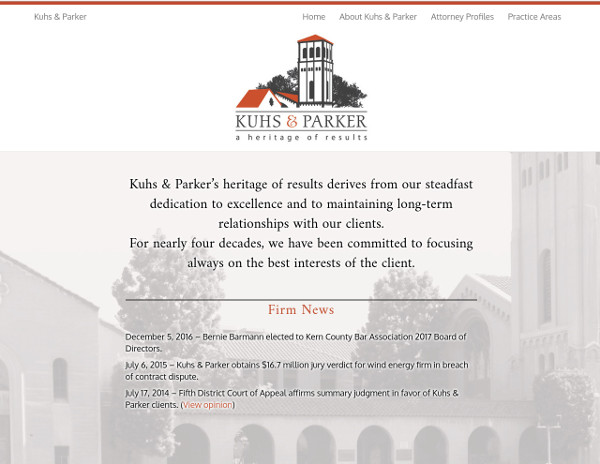 Kuhs & Parker
Home
About Kuhs & Parker
Attorney Profiles
Practice Areas
KUHS & PARKER
a heritage of results
Kuhs & Parker’s heritage of results derives from our steadfast
dedication to excellence and to maintaining long-term
relationships with our clients.
For nearly four decades, we have been committed to focusing
always on the best interests of the client.
Firm News
December 5, 2016 – Bernie Barmann elected to Kern County Bar Association 2017 Board of
Directors.
July 6, 2015 – Kuhs & Parker obtains $16.7 million jury verdict for wind energy firm in breach
of contract dispute.
July 17, 2014 – Fifth District Court of Appeal affirms summary judgment in favor of Kuhs &
Parker clients. (View opinion)